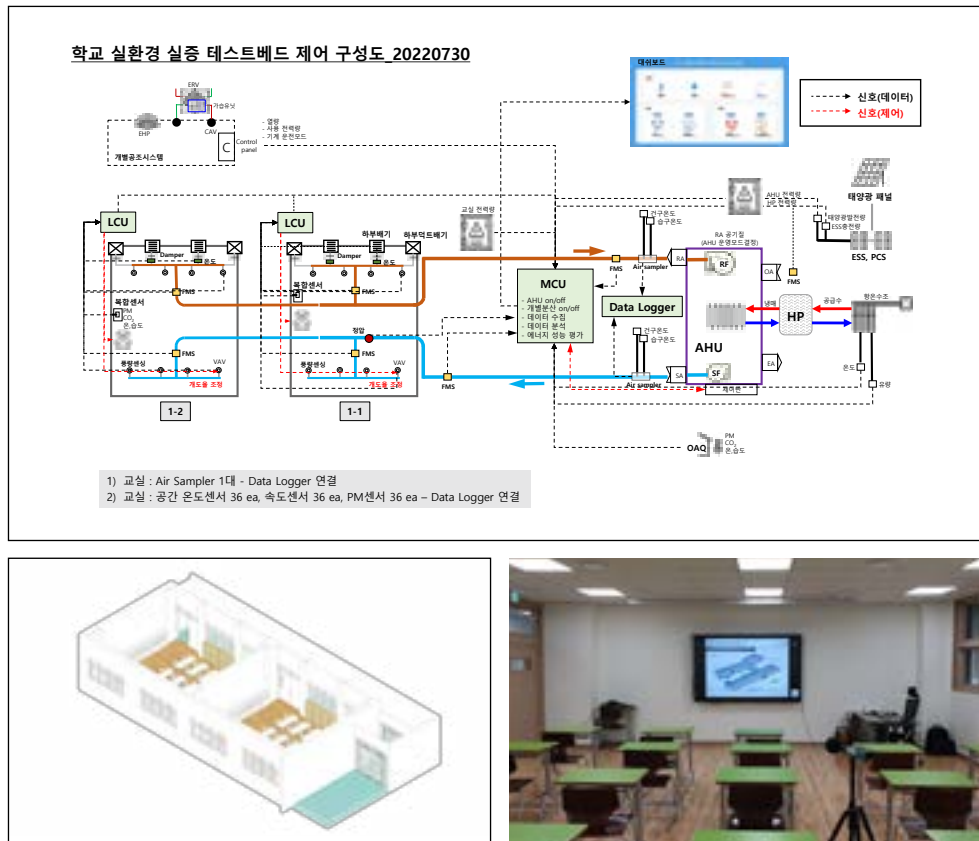 학교 실환경 실증 테스트베드 제어 구성도_20220730
대쉬보드
신호(데이터)
신호(제어)
ERV
가습유닛
EHP
CAV
개별공조시스템
C
Control
panel
- 열량
- 사용 전력량
- 기계 운전모드
태양광 패널
AHU 전력량
HP 전력량
태양광발전량
ESS충전량
ESS, PCS
교실 전력량
건구온도
습구온도
RA 공기질
(AHU 운영모드결정)
LCU
LCU
하부배기
하부덕트배기
Damper
온도
Damper
FMS
FMS
복합센서
PM
CO₂
온,습도
복합센서
FMS
Air sampler
RA
RF
OA
FMS
MCU
- AHU on/off
- 개별분산 on/off
- 데이터 수집
- 데이터 분석
- 에너지 성능 평가
Data Logger
냉매
HP
공급수
항온수조
정압
건구온도
습구온도
AHU
FMS
FMS
풍량센싱
VAV
개도율 조정
풍량센싱
VAV
개도율 조정
FMS
Air sampler
SA
SF
EA
제어반
온도
유량
1-2
1-1
OAQ
PM
CO₂
온,습도
1) 교실 : Air Sampler 1대 - Data Logger 연결
2) 교실 : 공간 온도센서 36 ea, 속도센서 36 ea, PM센서 36 ea – Data Logger 연결